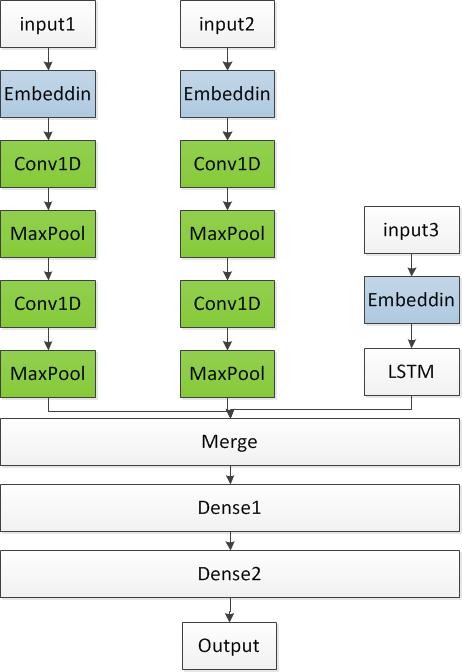 input1
Embeddin
Conv1D
MaxPool
Conv1D
MaxPool
input2
Embeddin
Conv1D
MaxPool
Conv1D
MaxPool
input3
Embeddin
LSTM
Merge
Dense1
Dense2
Output